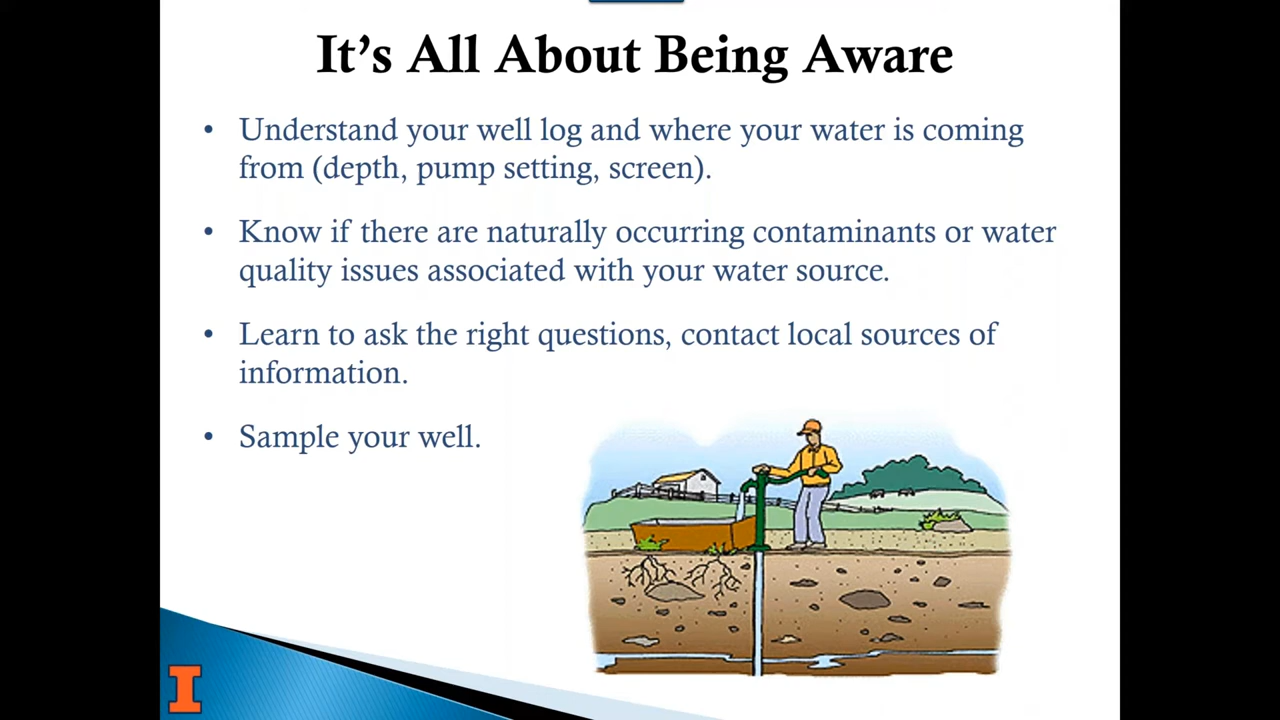 It’s All About Being Aware
• Understand your well log and where your water is coming
from (depth, pump setting, screen).
• Know if there are naturally occurring contaminants or water
quality issues associated with your water source.
• Learn to ask the right questions, contact local sources of
information.
• Sample your well.
I